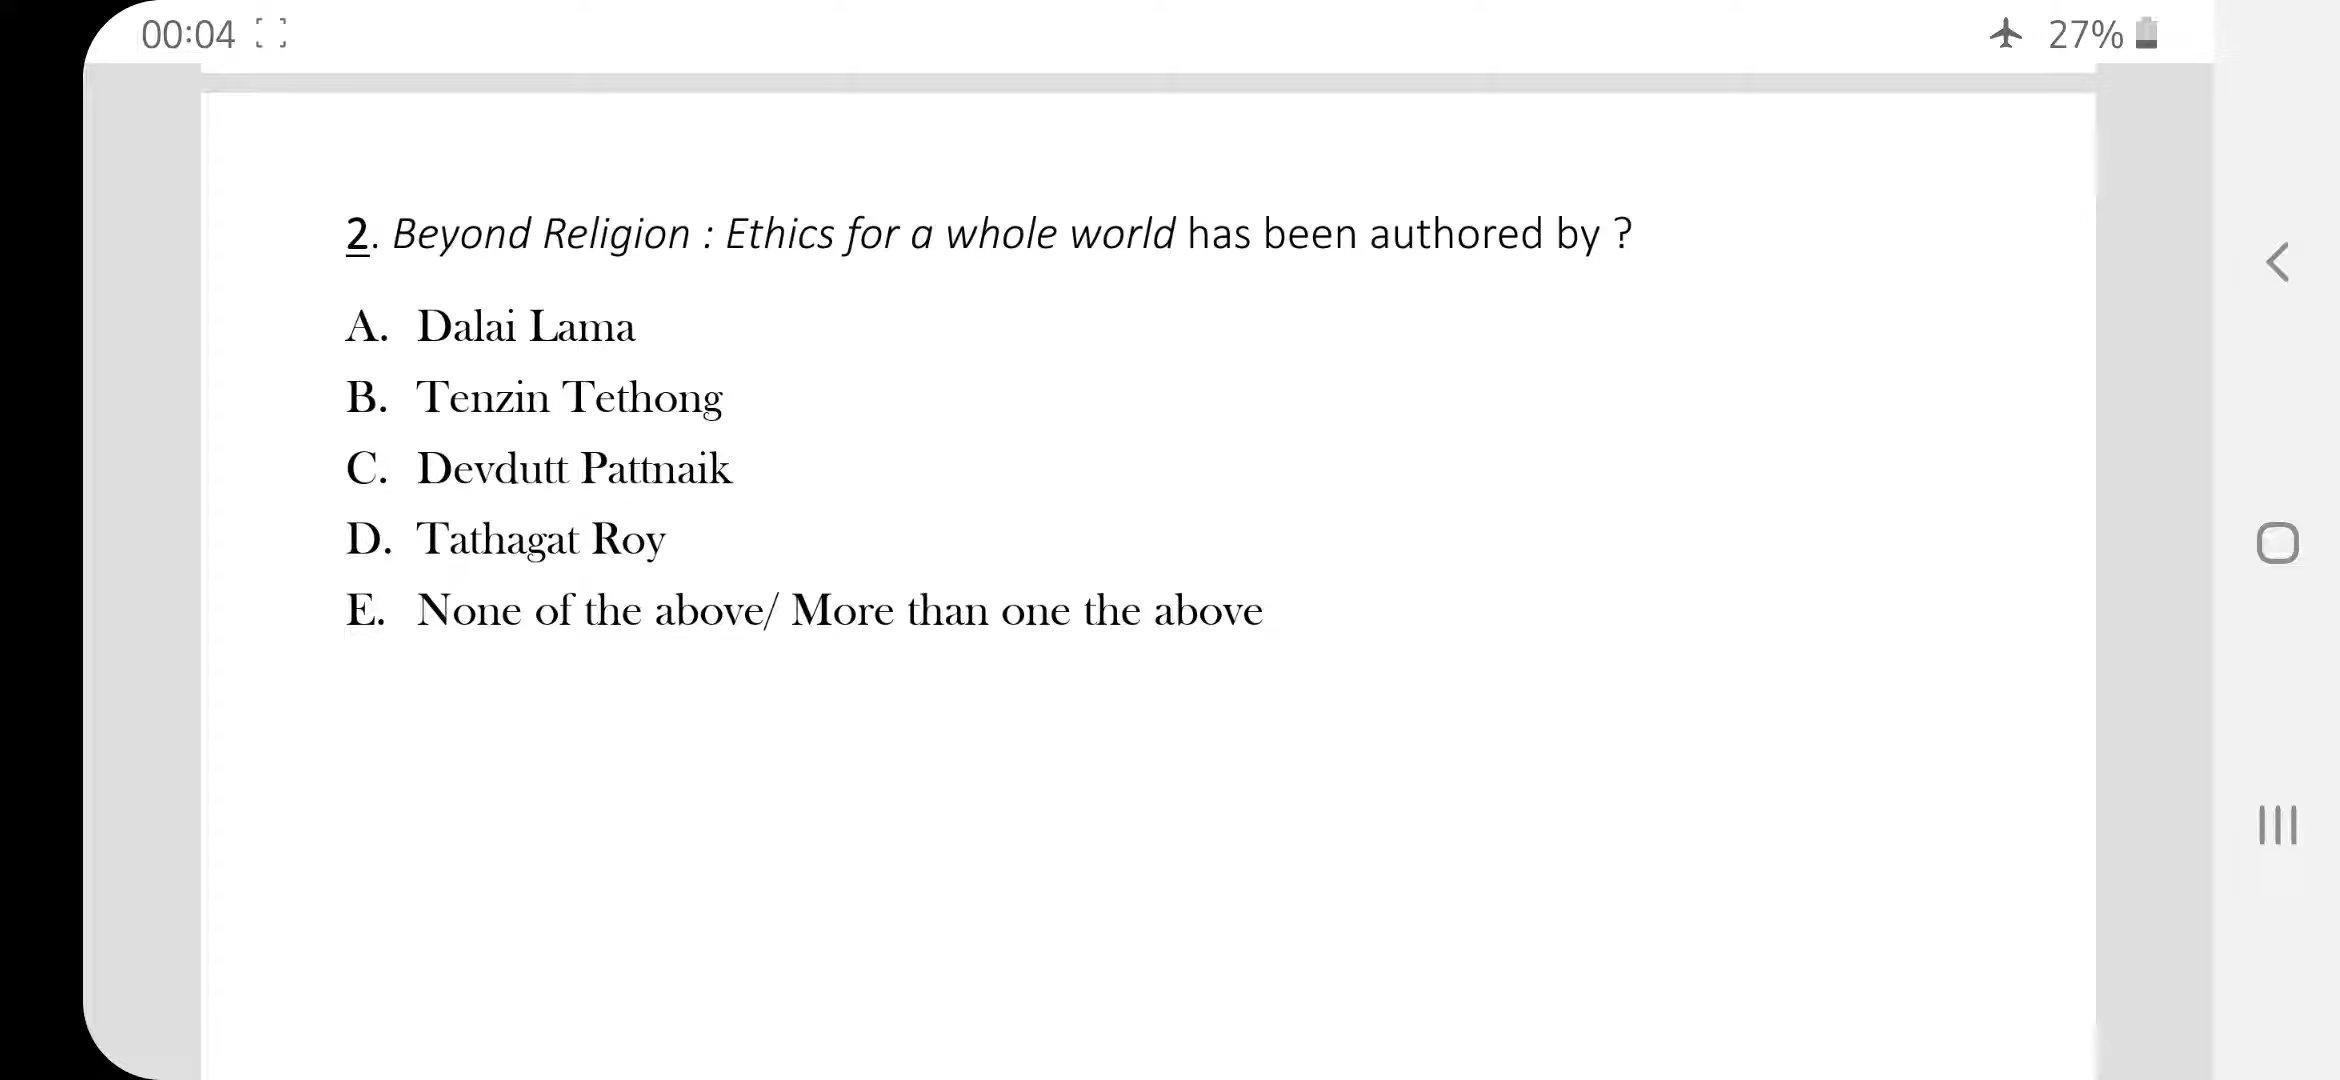 00:04
27%
2. Beyond Religion : Ethics for a whole world has been authored by ?
A. Dalai Lama
B. Tenzin Tethong
C. Devdutt Pattnaik
D. Tathagat Roy
E. None of the above/ More than one the above